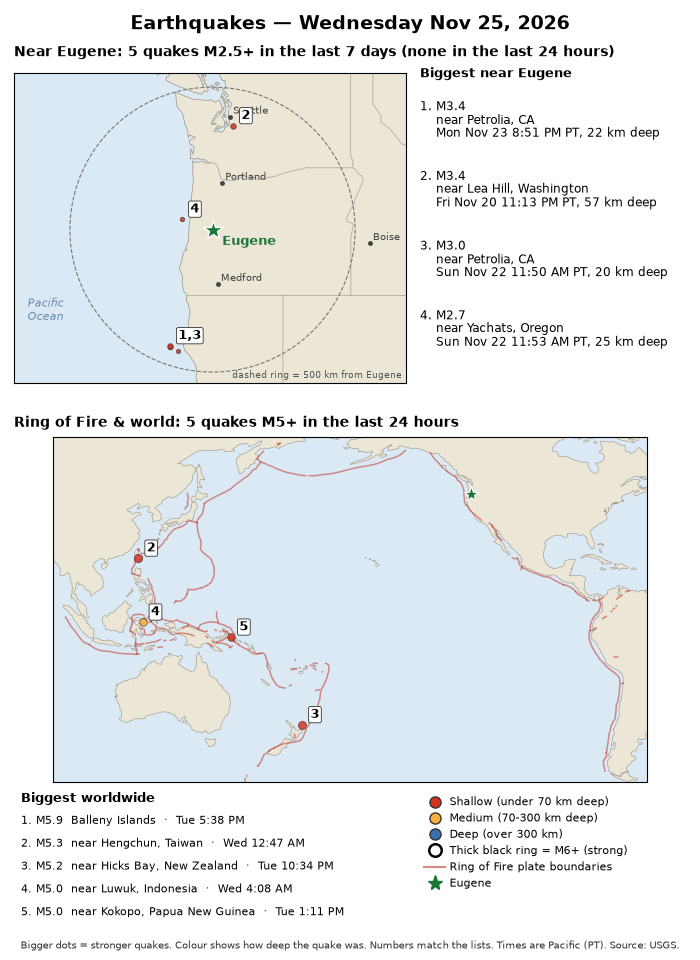 Earthquakes — Wednesday Nov 25, 2026
Near Eugene: 5 quakes M2.5+ in the last 7 days (none in the last 24 hours)
Biggest near Eugene
1. M3.4
near Petrolia, CA
Mon Nov 23 8:51 PM PT, 22 km deep
2. M3.4
near Lea Hill, Washington
Fri Nov 20 11:13 PM PT, 57 km deep
3. M3.0
near Petrolia, CA
Sun Nov 22 11:50 AM PT, 20 km deep
4. M2.7
near Yachats, Oregon
Sun Nov 22 11:53 AM PT, 25 km deep
2
Portland
4
Eugene
Boise
Medford
Pacific
Ocean
1,3
dashed ring = 500 km from Eugene
Ring of Fire & world: 5 quakes M5+ in the last 24 hours
2
4
5
3
Biggest worldwide
1. M5.9 Balleny Islands · Tue 5:38 PM
2. M5.3 near Hengchun, Taiwan · Wed 12:47 AM
3. M5.2 near Hicks Bay, New Zealand · Tue 10:34 PM
4. M5.0 near Luwuk, Indonesia · Wed 4:08 AM
5. M5.0 near Kokopo, Papua New Guinea · Tue 1:11 PM
Shallow (under 70 km deep)
Medium (70-300 km deep)
Deep (over 300 km)
Thick black ring = M6+ (strong)
Ring of Fire plate boundaries
Eugene
Bigger dots = stronger quakes. Colour shows how deep the quake was. Numbers match the lists. Times are Pacific (PT). Source: USGS.